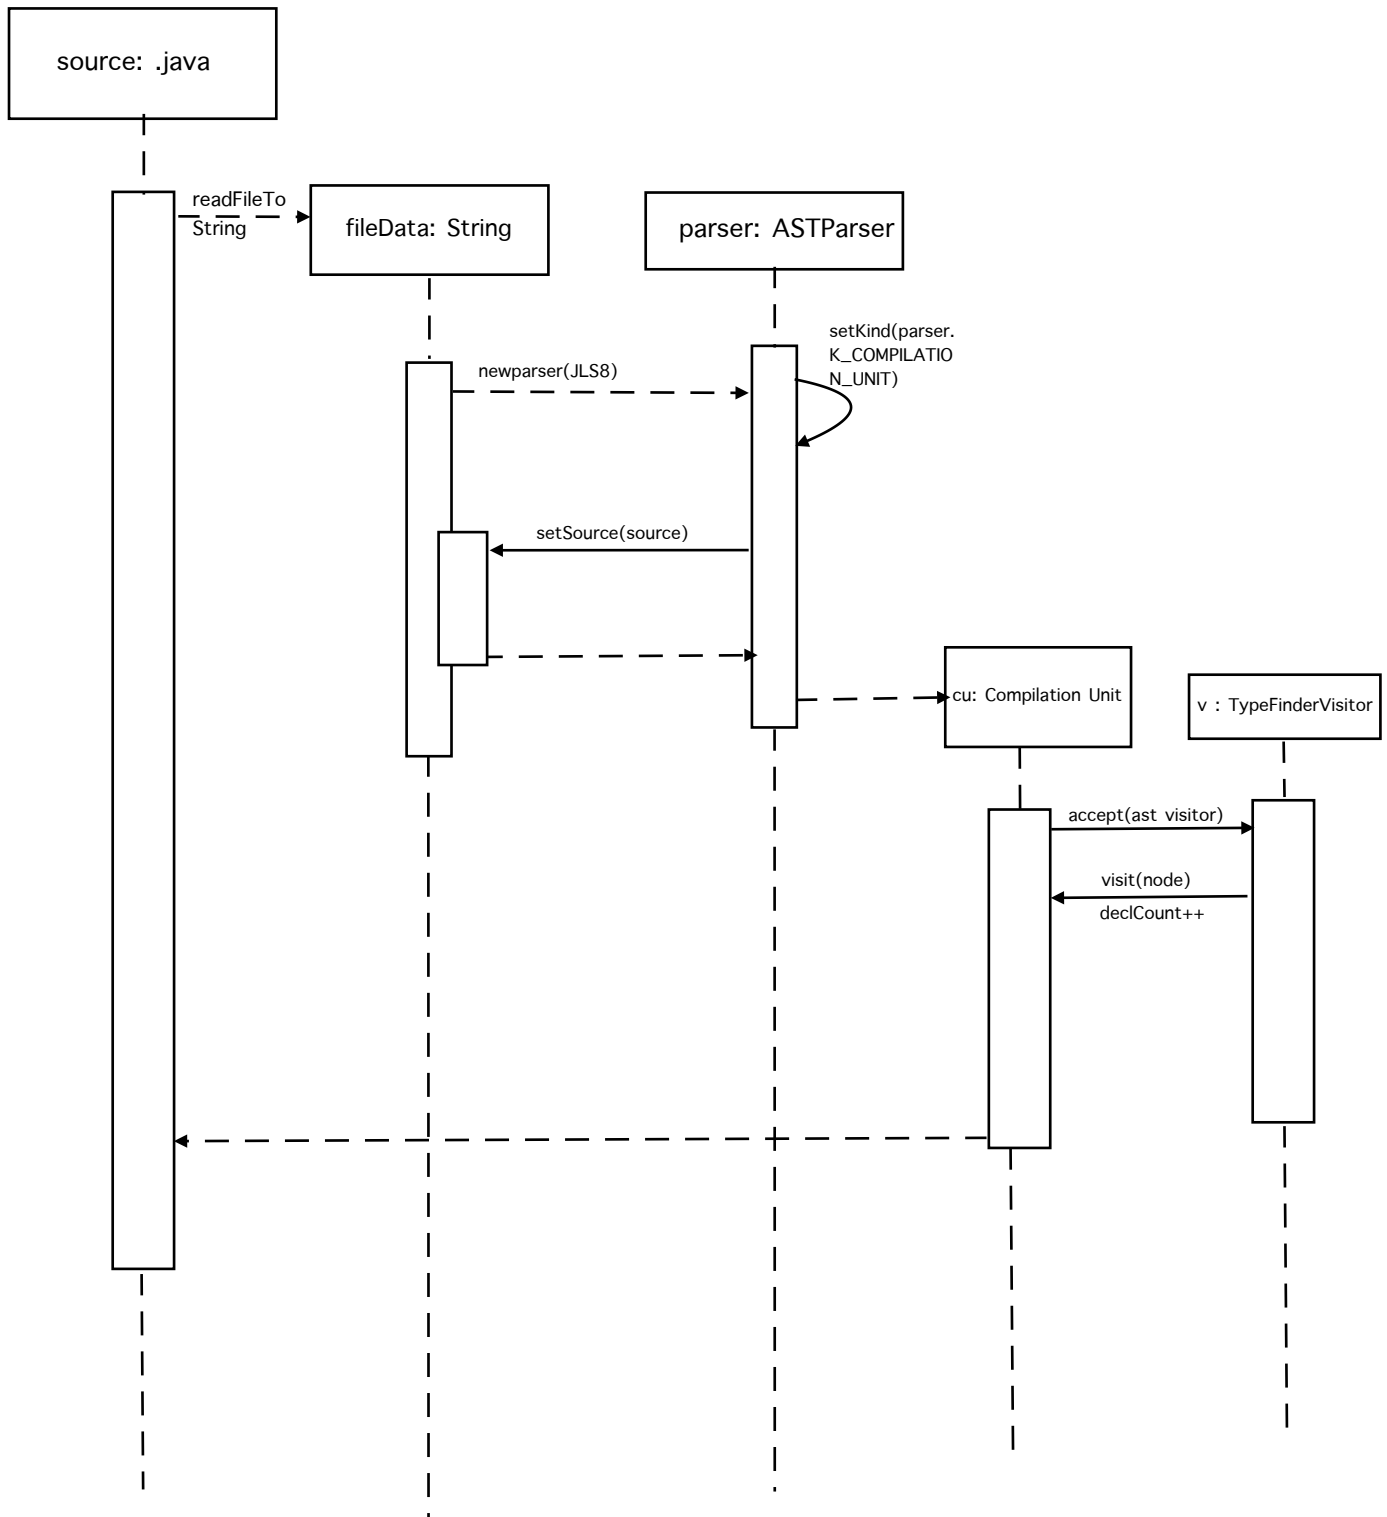 source: .java
readFileTo
String
fileData: String
parser: ASTParser
setKind(parser.
K_COMPILATIO
N_UNIT)
newparser(JLS8)
setSource(source)
cu: Compilation Unit
v : TypeFinderVisitor
accept(ast visitor)
visit(node)
declCount++